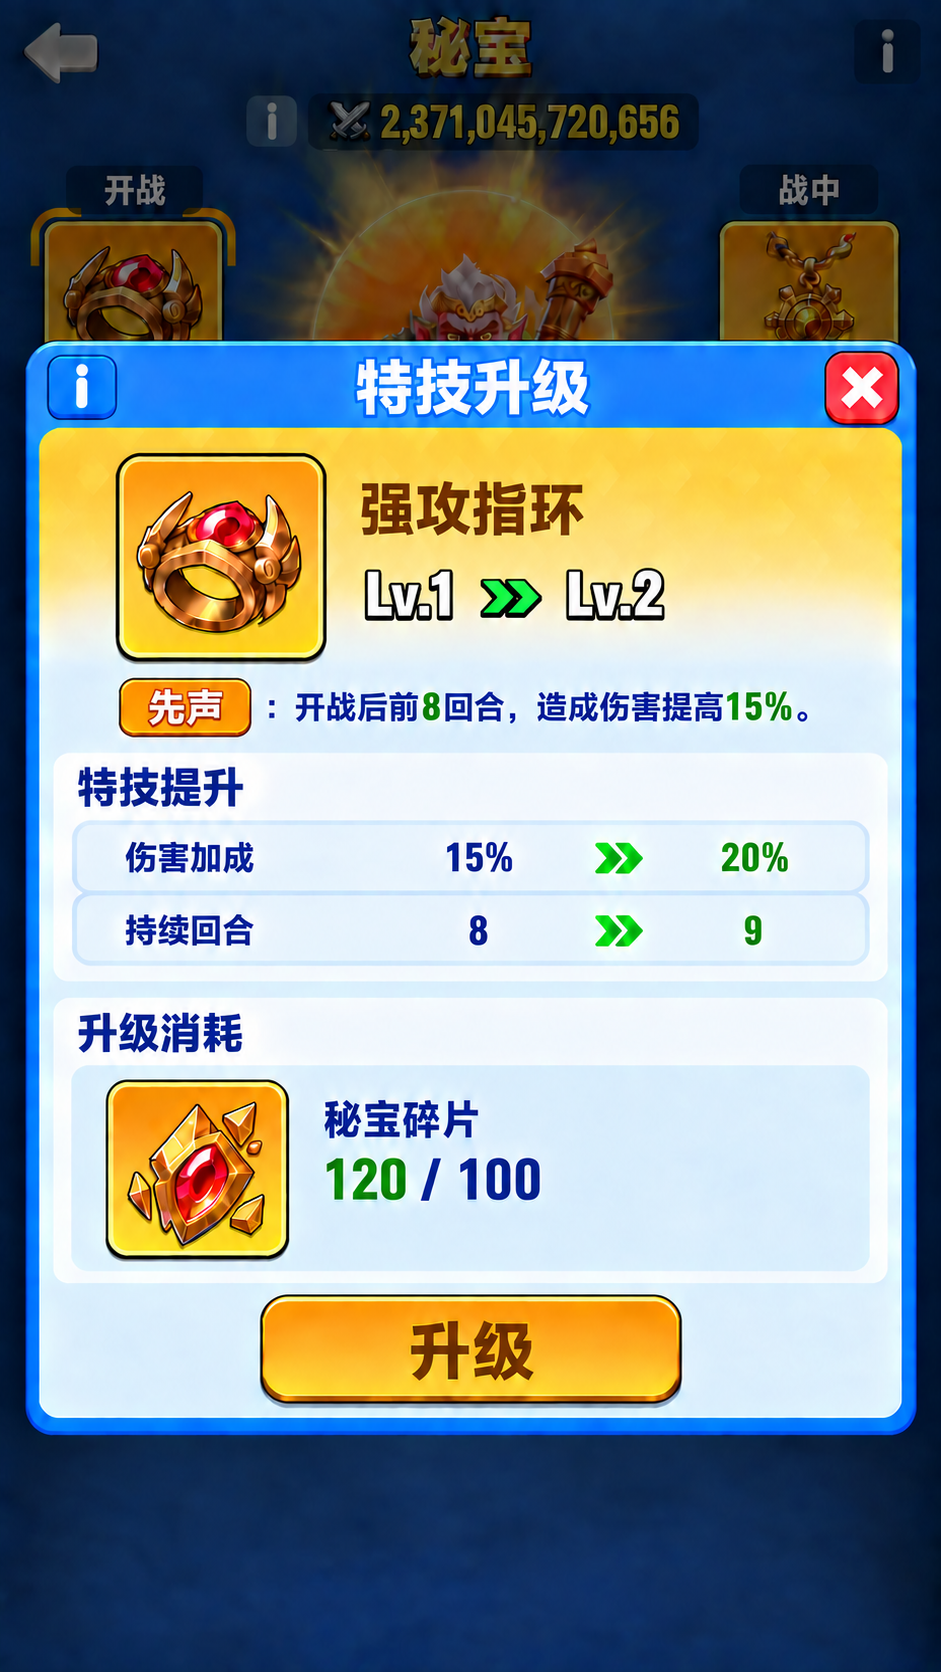 秘宝
i
i 2,371,045,720,656
开战
战中
i
特技升级
强攻指环
Lv.1 Lv.2
先声：开战后前8回合，造成伤害提高15%。
特技提升
伤害加成 15% 20%
持续回合 8 9
升级消耗
秘宝碎片
120 / 100
升级